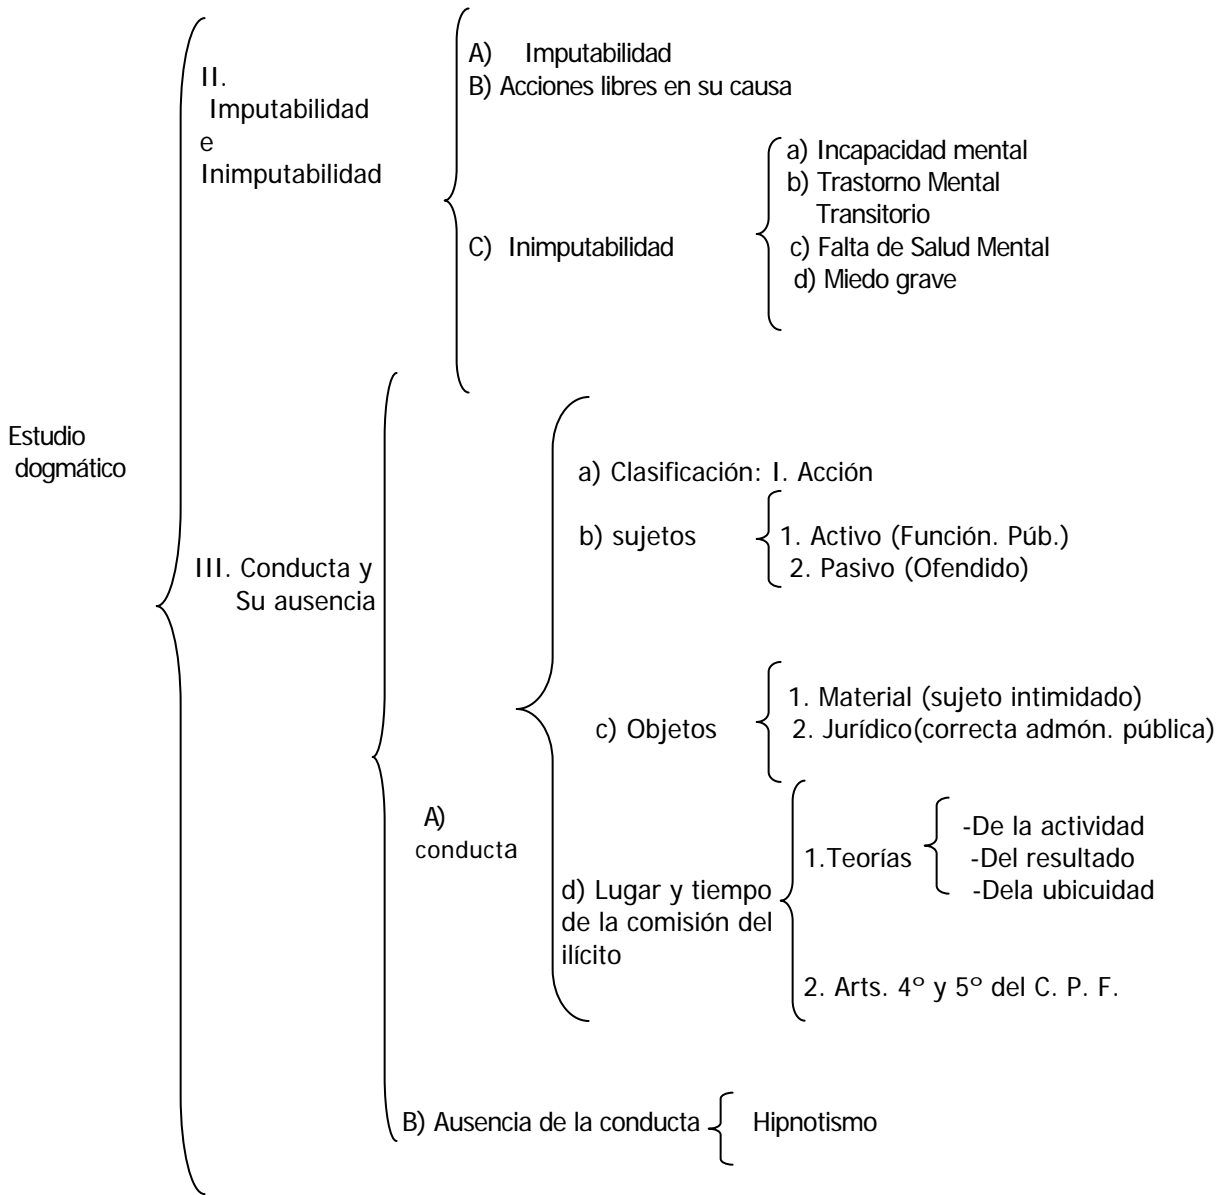 Estudio
dogmático
II.
Imputabilidad
e
Inimputabilidad
A) Imputabilidad
B) Acciones libres en su causa
C) Inimputabilidad
a) Incapacidad mental
b) Trastorno Mental
Transitorio
c) Falta de Salud Mental
d) Miedo grave
III. Conducta y
Su ausencia
A)
conducta
a) Clasificación: I. Acción
b) sujetos
1. Activo (Función. Púb.)
2. Pasivo (Ofendido)
c) Objetos
1. Material (sujeto intimidado)
2. Jurídico(correcta admón. pública)
d) Lugar y tiempo
de la comisión del
ilícito
1.Teorías
-De la actividad
-Del resultado
-Dela ubicuidad
2. Arts. 4º y 5º del C. P. F.
B) Ausencia de la conducta
Hipnotismo